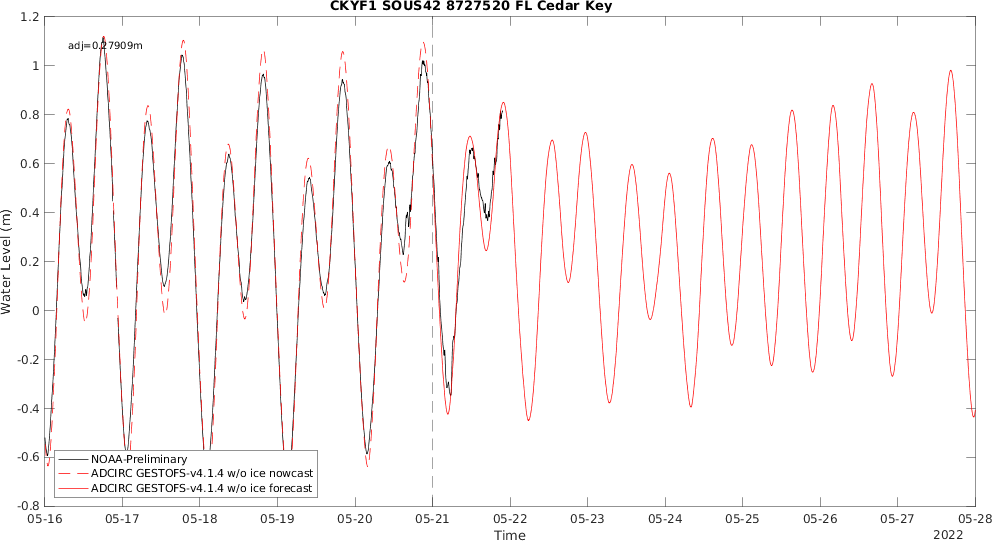 CKYF1 SOUS42 8727520 FL Cedar Key
adj=0.27909m
Water Level (m)
1.2
1
0.8
0.6
0.4
0.2
0
-0.2
-0.4
-0.6
-0.8
NOAA-Preliminary
ADCIRC GESTOFS-v4.1.4 w/o ice nowcast
ADCIRC GESTOFS-v4.1.4 w/o ice forecast
05-16 05-17 05-18 05-19 05-20 05-21 05-22 05-23 05-24 05-25 05-26 05-27 05-28
Time
2022